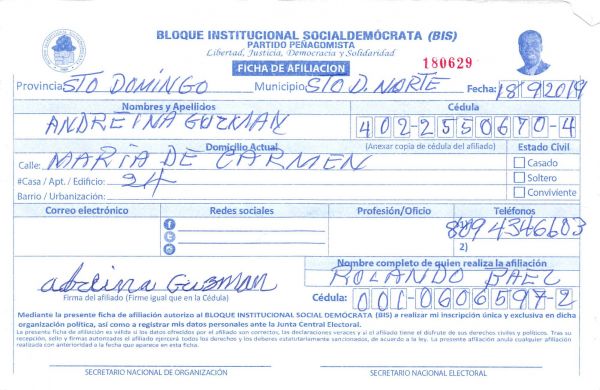 BLOQUE INSTITUCIONAL SOCIALDEMÓCRATA (BIS)
PARTIDO PEÑAGOMISTA
Libertad, Justicia, Democracia y Solidaridad
FICHA DE AFILIACION
180629
Provincia: STO DOMINGO Municipio: STO D. NORTE Fecha: 18/9/2019
Nombres y Apellidos Cédula
ANDREINA GUZMAN 402-2550670-4
Domicilio Actual (Anexar copia de cédula del afiliado) Estado Civil
Calle: MARIA DE CARMEN Casado
#Casa / Apt. / Edificio: 24 Soltero
Barrio / Urbanización: Conviviente
Correo electrónico Redes sociales Profesión/Oficio Teléfonos
809 4346603
2)
Nombre completo de quien realiza la afiliación
ROLANDO BAEZ
Guzman
Firma del afiliado (Firme igual que en la Cédula) Cédula: 001-0606597-2
Mediante la presente ficha de afiliación autorizo al BLOQUE INSTITUCIONAL SOCIAL DEMÓCRATA (BIS) a realizar mi inscripción única y exclusiva en dicha
organización política, así como a registrar mis datos personales ante la Junta Central Electoral.
La presente ficha de afiliación es válida si los datos ofrecidos por el afiliado son correctos, las declaraciones veraces y si el afiliado tiene el disfrute de sus derechos civiles y políticos. Tras su
recepción, sello y firmas autorizadas el afiliado ejercerá todos los derechos y los deberes estatutariamente sancionados, de acuerdo a la ley. La presente afiliación anula cualquier afiliación
realizada con anterioridad a la fecha que aparece en esta ficha.
SECRETARIO NACIONAL DE ORGANIZACIÓN SECRETARIO NACIONAL ELECTORAL